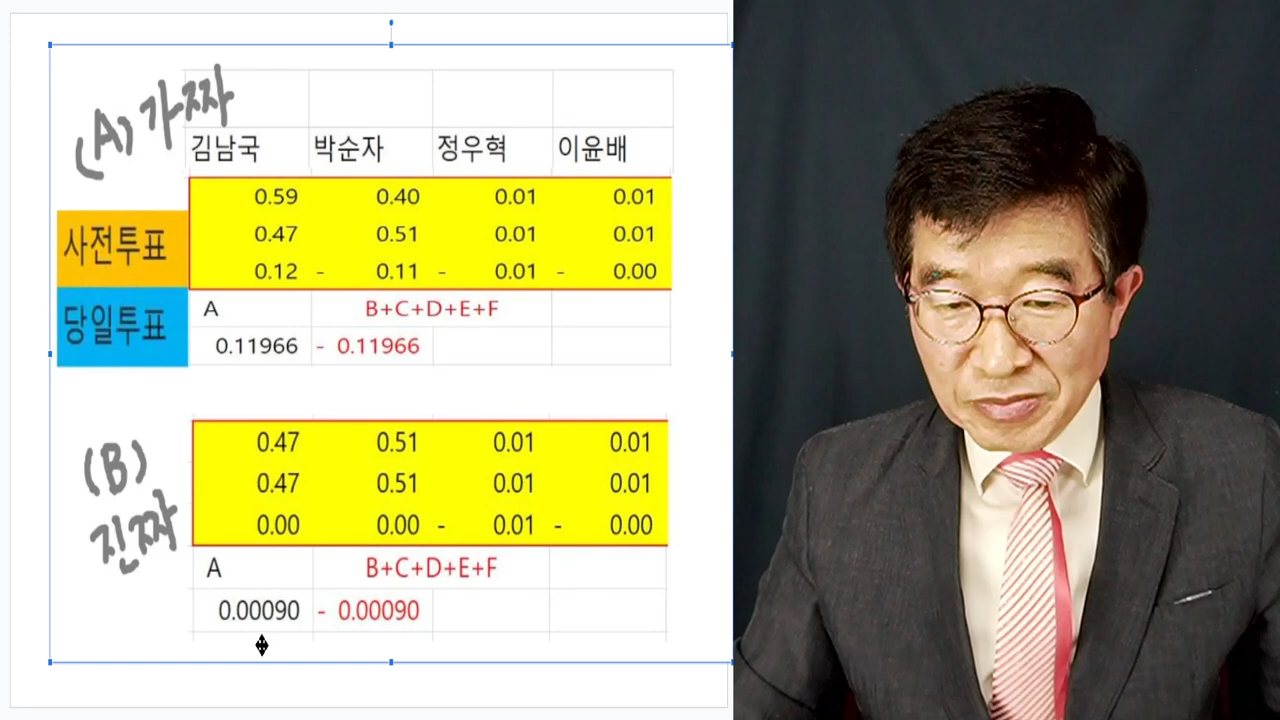 (A) 가짜
김남국 박순자 정우혁 이윤배
0.59 0.40 0.01 0.01
사전투표 0.47 0.51 0.01 0.01
0.12 - 0.11 - 0.01 - 0.00
당일투표 A B+C+D+E+F
0.11966 - 0.11966
(B)
진짜
0.47 0.51 0.01 0.01
0.47 0.51 0.01 0.01
0.00 0.00 - 0.01 - 0.00
A B+C+D+E+F
0.00090 - 0.00090